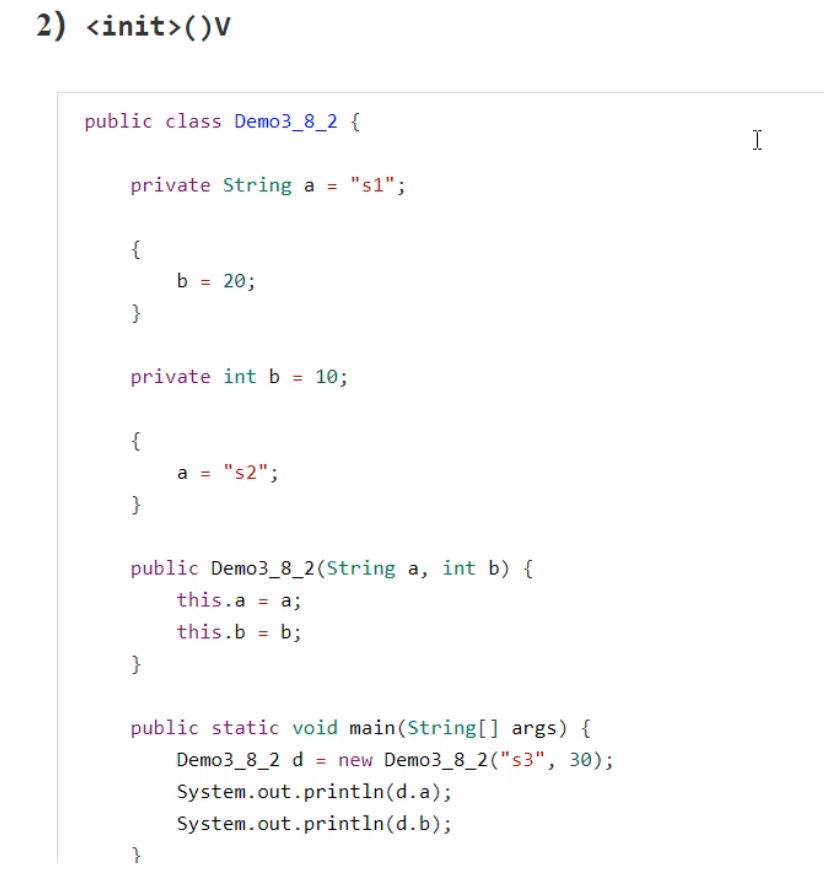 2) <init>()V
public class Demo3_8_2 {
private String a = "s1";
{
b = 20;
}
private int b = 10;
{
a = "s2";
}
public Demo3_8_2(String a, int b) {
this.a = a;
this.b = b;
}
public static void main(String[] args) {
Demo3_8_2 d = new Demo3_8_2("s3", 30);
System.out.println(d.a);
System.out.println(d.b);
}